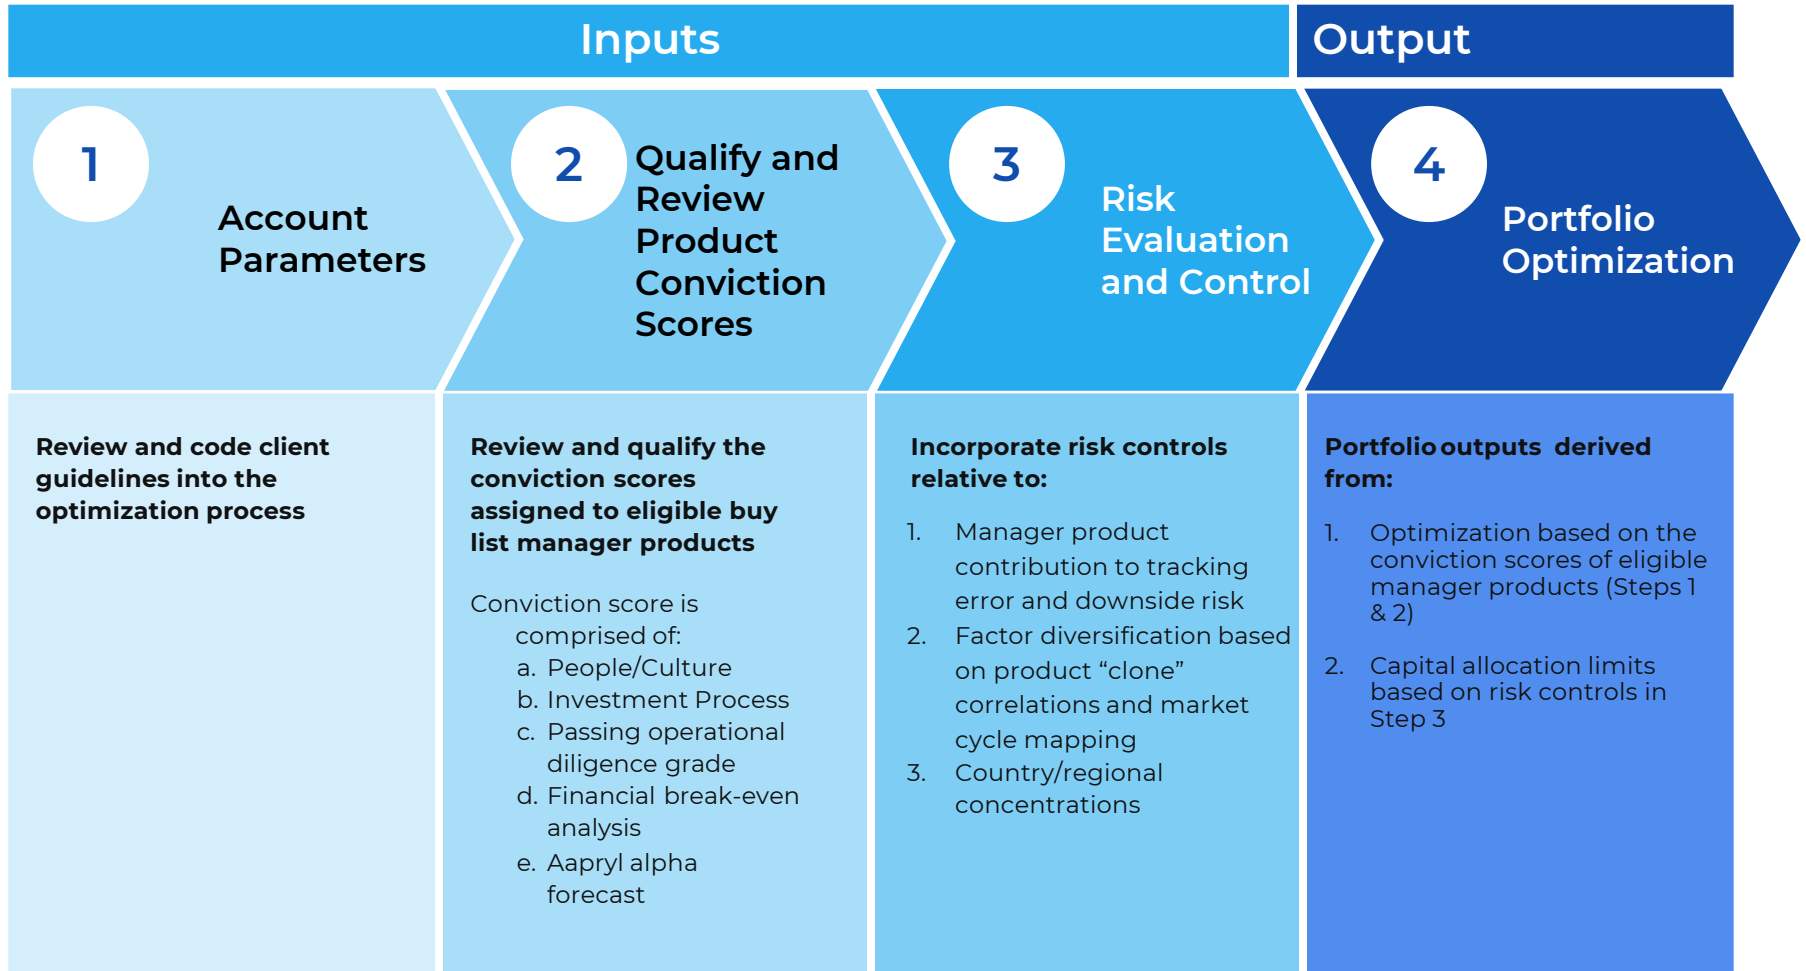 Inputs
Output
1
Account
Parameters
2
Qualify and
Review
Product
Conviction
Scores
3
Risk
Evaluation
and Control
4
Portfolio
Optimization
Review and code client
guidelines into the
optimization process
Review and qualify the
conviction scores
assigned to eligible buy
list manager products
Conviction score is
comprised of:
a. People/Culture
b. Investment Process
c. Passing operational
diligence grade
d. Financial break-even
analysis
e. Aapryl alpha
forecast
Incorporate risk controls
relative to:
1. Manager product
contribution to tracking
error and downside risk
2. Factor diversification based
on product “clone”
correlations and market
cycle mapping
3. Country/regional
concentrations
Portfolio outputs derived
from:
1. Optimization based on the
conviction scores of eligible
manager products (Steps 1
& 2)
2. Capital allocation limits
based on risk controls in
Step 3